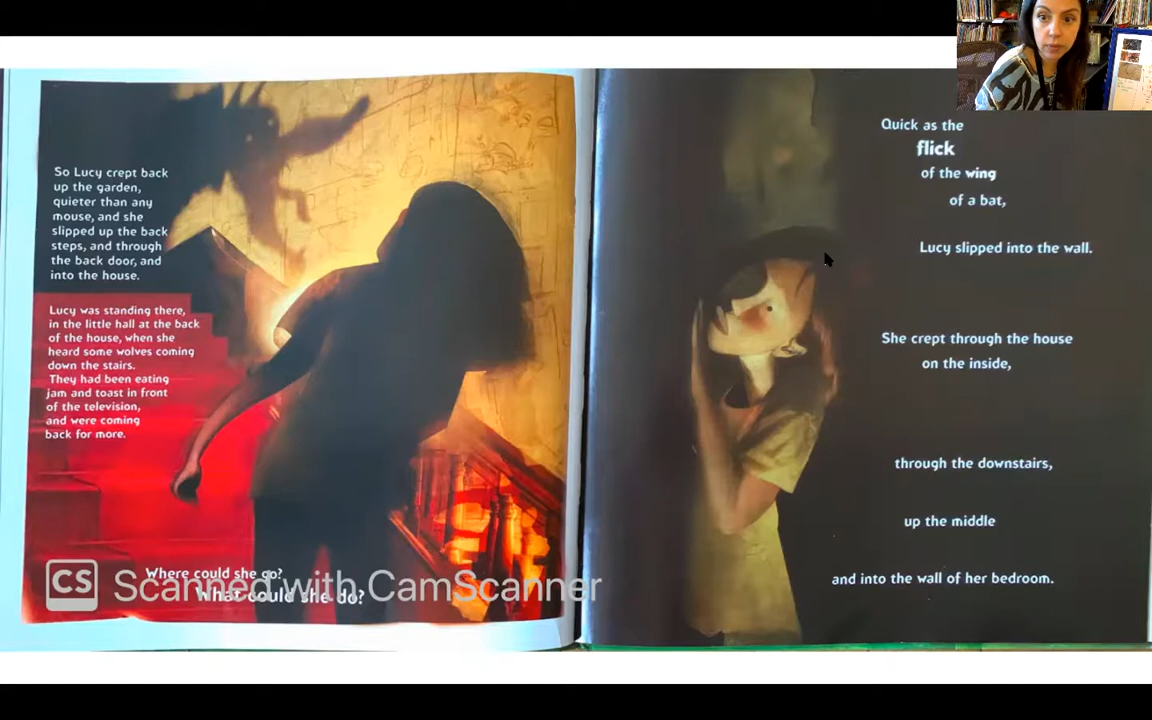 So Lucy crept back
up the garden,
quieter than any
mouse, and she
slipped up the back
steps, and through
the back door, and
into the house.
Lucy was standing there,
in the little hall at the back
of the house, when she
heard some wolves coming
down the stairs.
They had been eating
jam and toast in front
of the television,
and were coming
back for more.
Where could she go?
What could she do?
CS Scanned with CamScanner
Quick as the
flick
of the wing
of a bat,
Lucy slipped into the wall.
She crept through the house
on the inside,
through the downstairs,
up the middle
and into the wall of her bedroom.